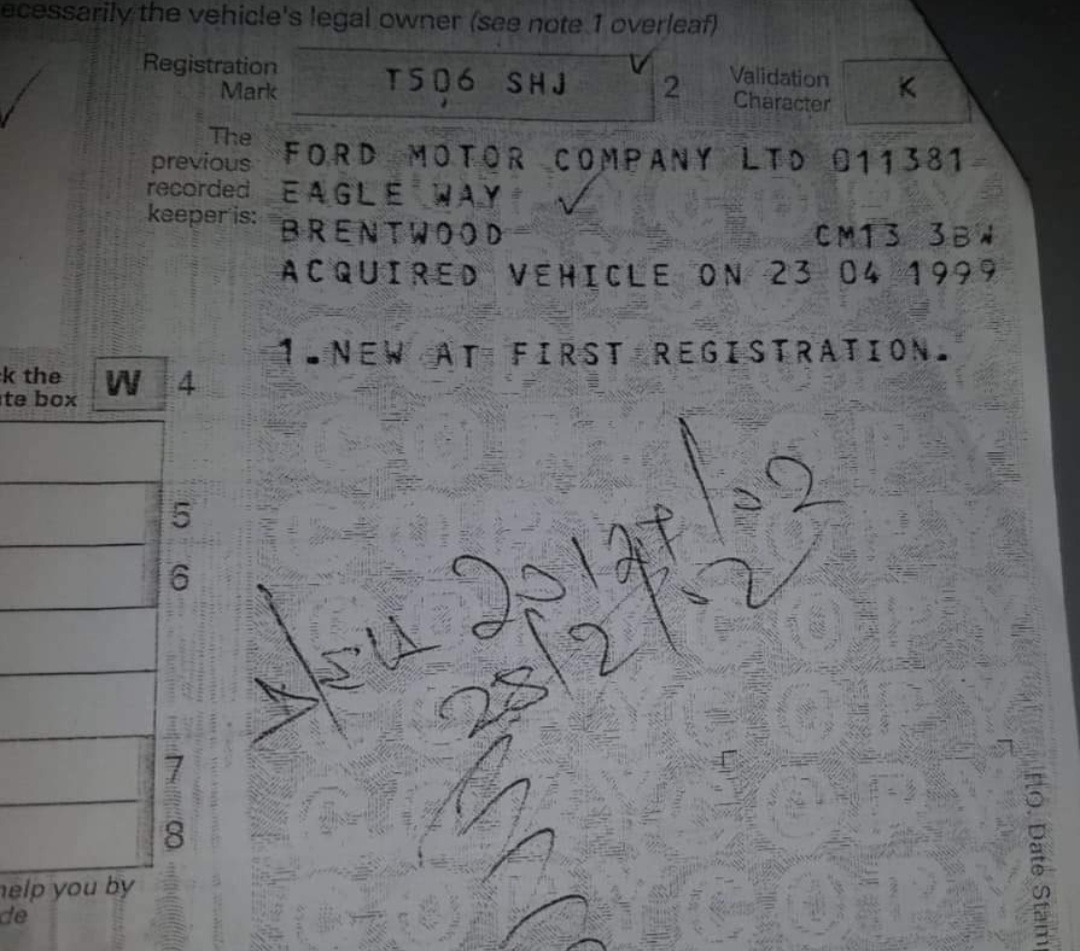 ecessarily the vehicle's legal owner (see note 1 overleaf)
Registration Mark T506 SHJ 2 Validation Character K
The previous recorded keeper is:
FORD MOTOR COMPANY LTD 011381
EAGLE WAY
BRENTWOOD CM13 3BW
ACQUIRED VEHICLE ON 23 04 1999
1.NEW AT FIRST REGISTRATION.
ck the
te box W 4
5
6
7
8
help you by
de
COPY
Date Stam